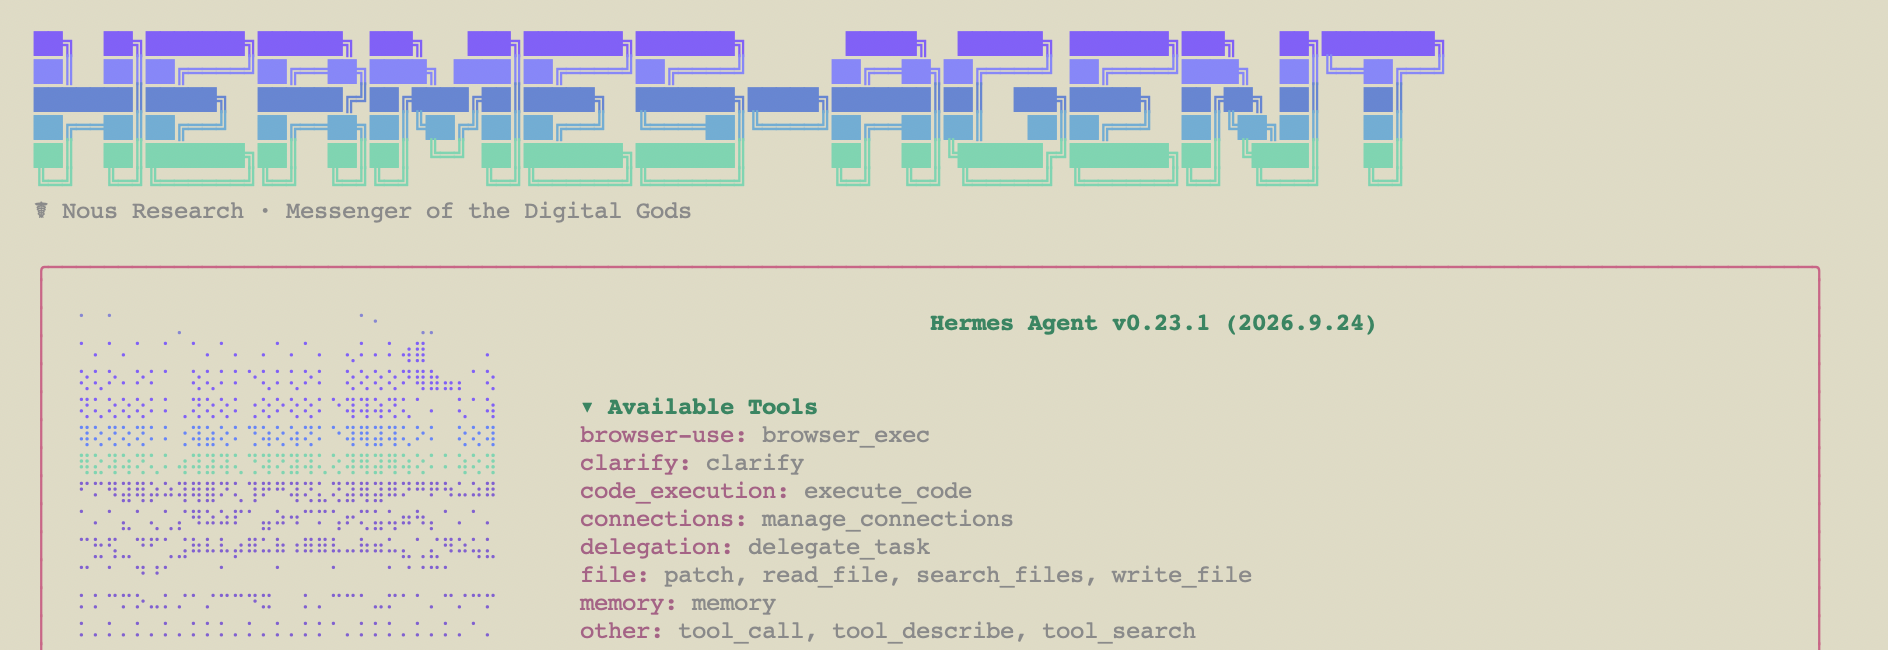 HERMES-AGENT
☤ Nous Research · Messenger of the Digital Gods
Hermes Agent v0.23.1 (2026.9.24)
▾ Available Tools
browser-use: browser_exec
clarify: clarify
code_execution: execute_code
connections: manage_connections
delegation: delegate_task
file: patch, read_file, search_files, write_file
memory: memory
other: tool_call, tool_describe, tool_search